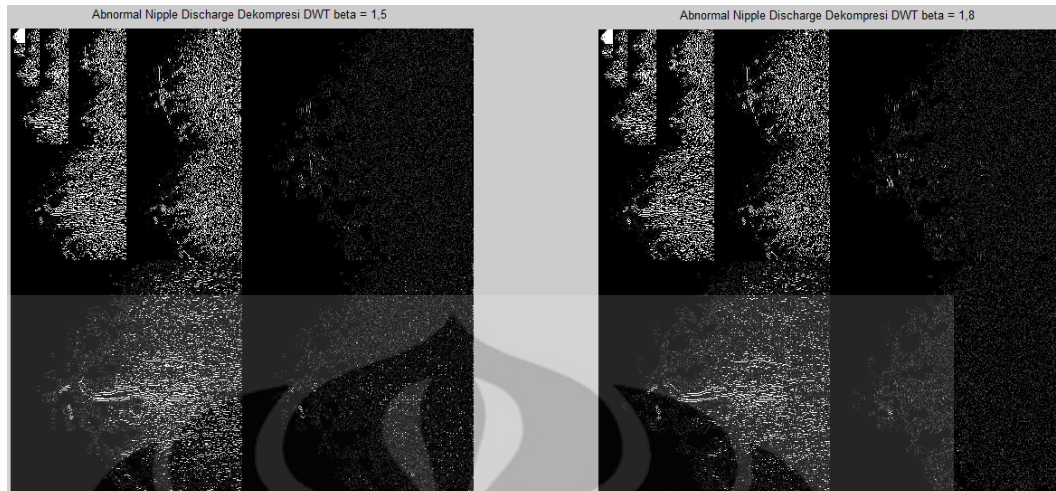 Abnormal Nipple Discharge Dekompresi DWT beta = 1,5
Abnormal Nipple Discharge Dekompresi DWT beta = 1,8